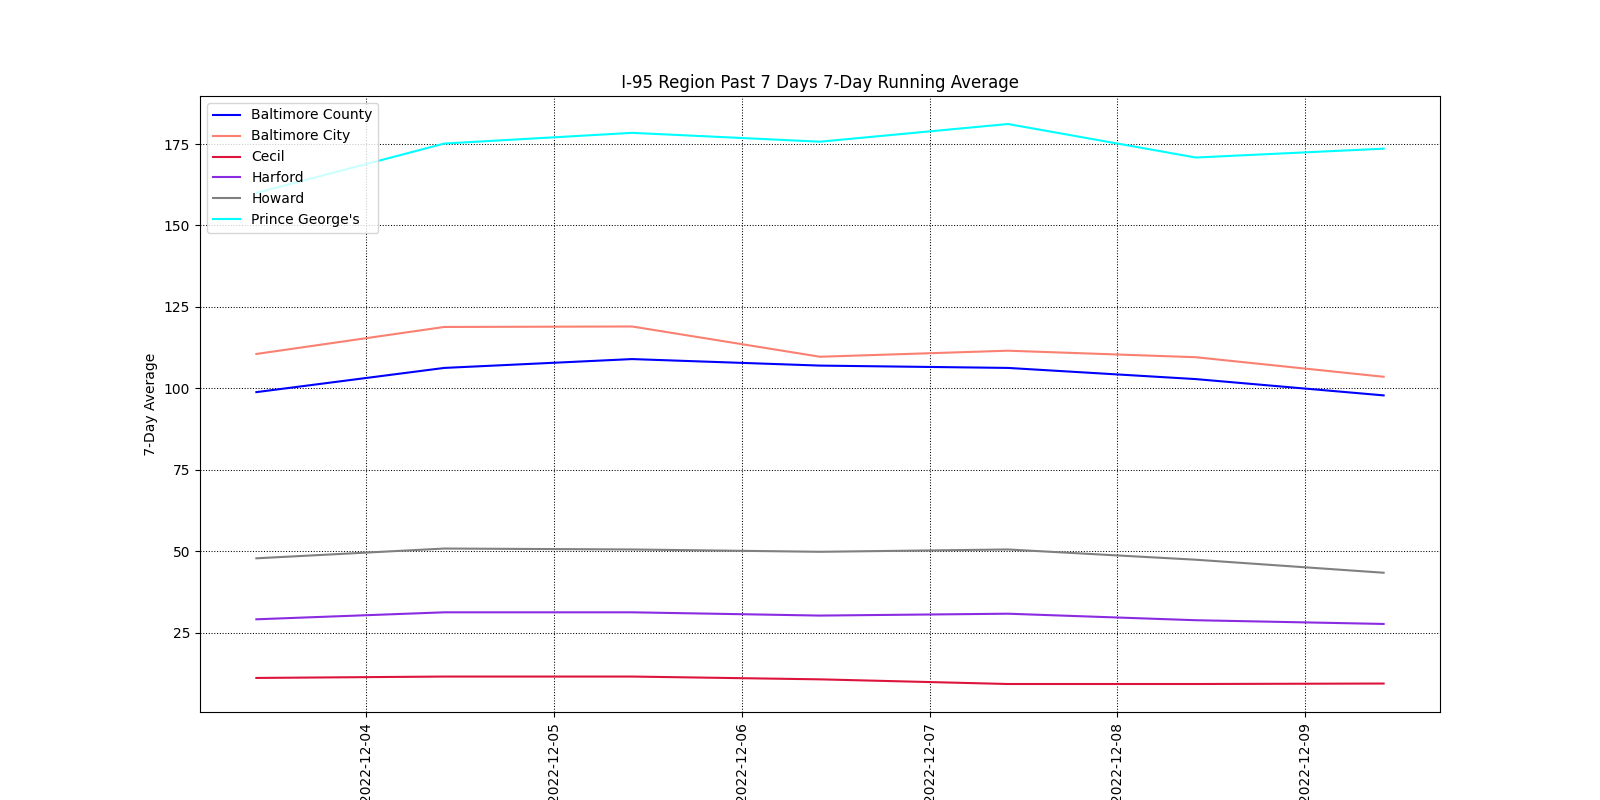 I-95 Region Past 7 Days 7-Day Running Average
Baltimore County
Baltimore City
Cecil
Harford
Howard
Prince George's
7-Day Average
175
150
125
100
75
50
25
2022-12-04
2022-12-05
2022-12-06
2022-12-07
2022-12-08
2022-12-09